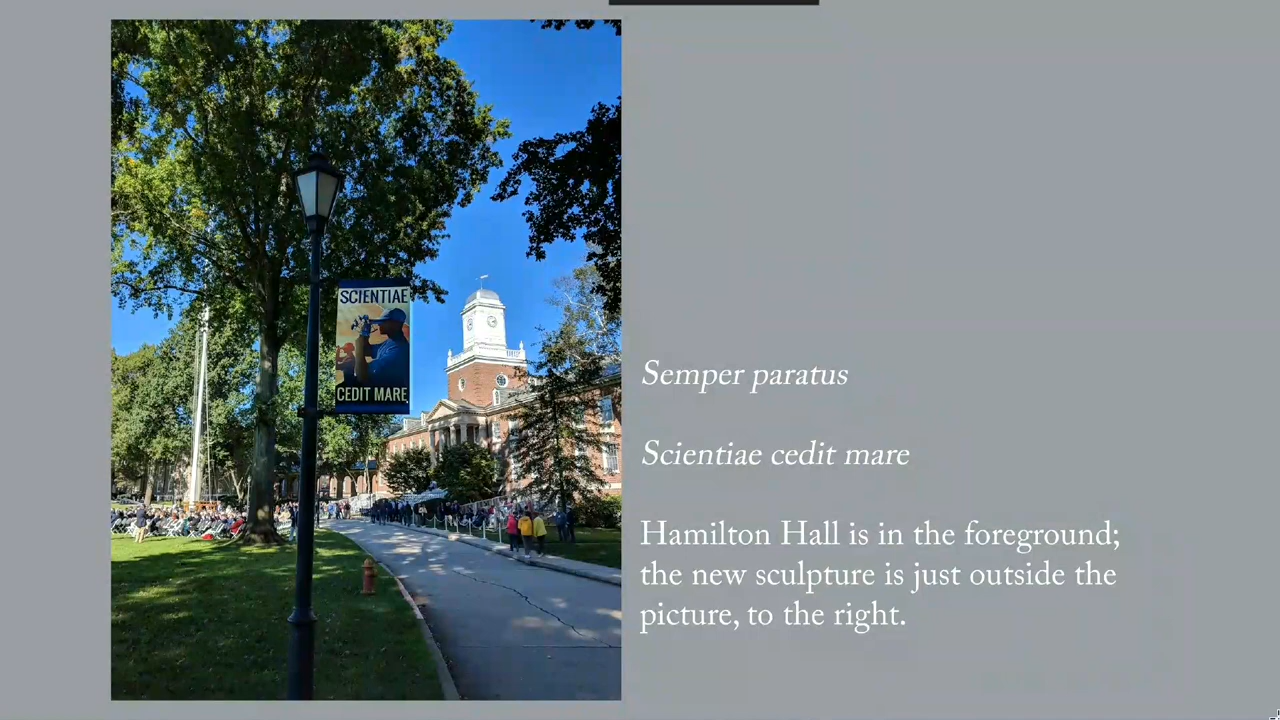 SCIENTIAE
CEDIT MARE
Semper paratus
Scientiae cedit mare
Hamilton Hall is in the foreground;
the new sculpture is just outside the
picture, to the right.